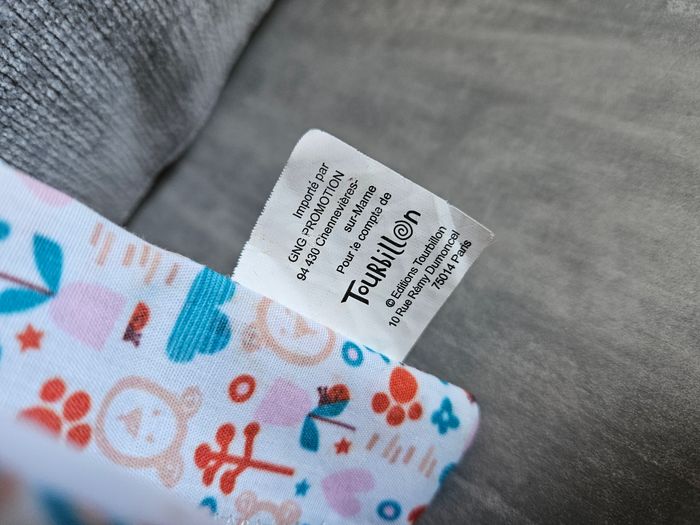 Importé par
GNG PROMOTION
94 430 Chennevières-
sur-Marne
Pour le compte de
Tourbillon
© Editions Tourbillon
10 Rue Rémy Dumoncel
75014 Paris